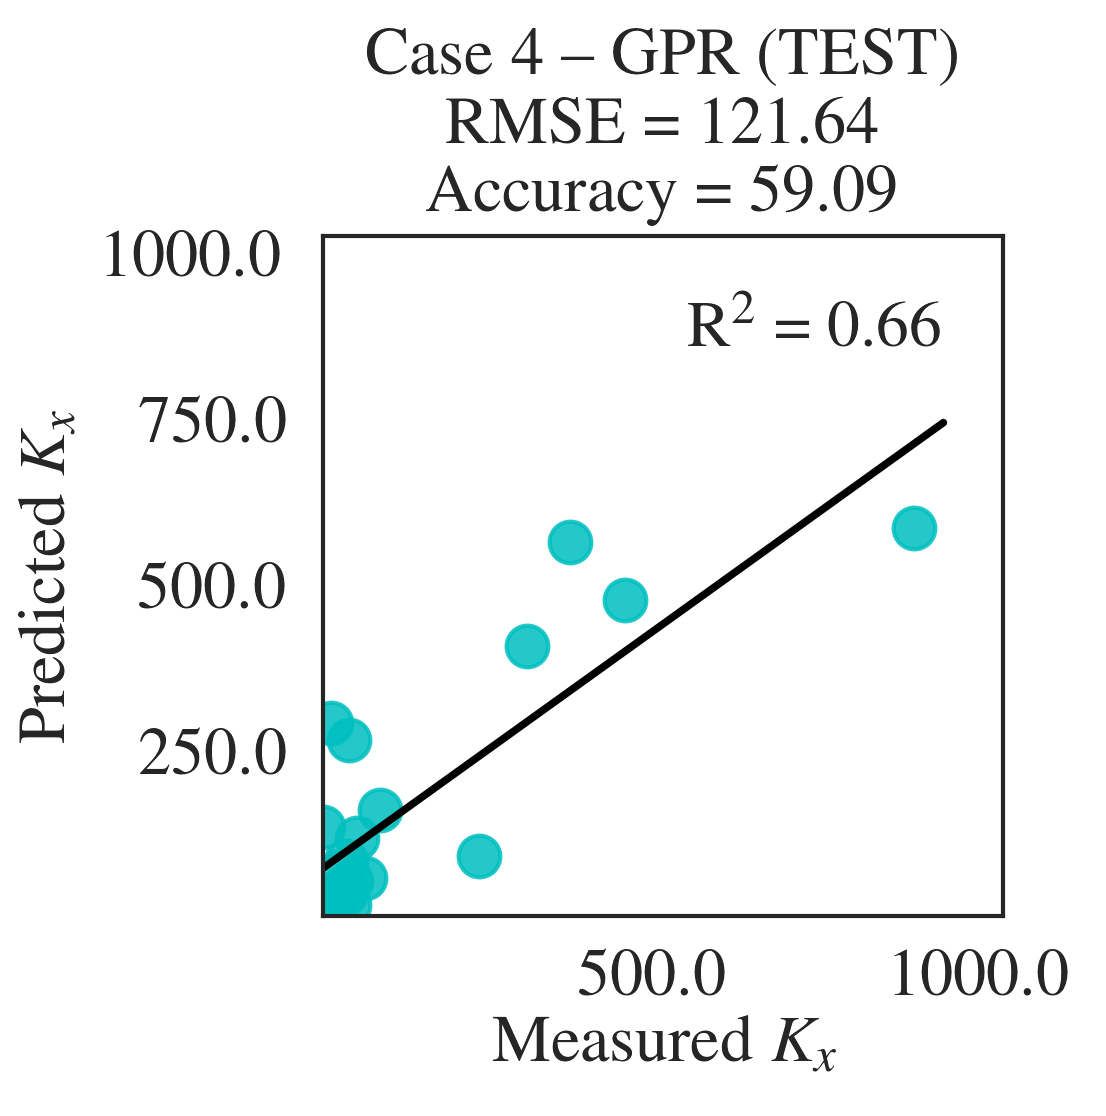 Case 4 – GPR (TEST)
RMSE = 121.64
Accuracy = 59.09
1000.0
R² = 0.66
750.0
500.0
250.0
Predicted Kₓ
500.0 1000.0
Measured Kₓ